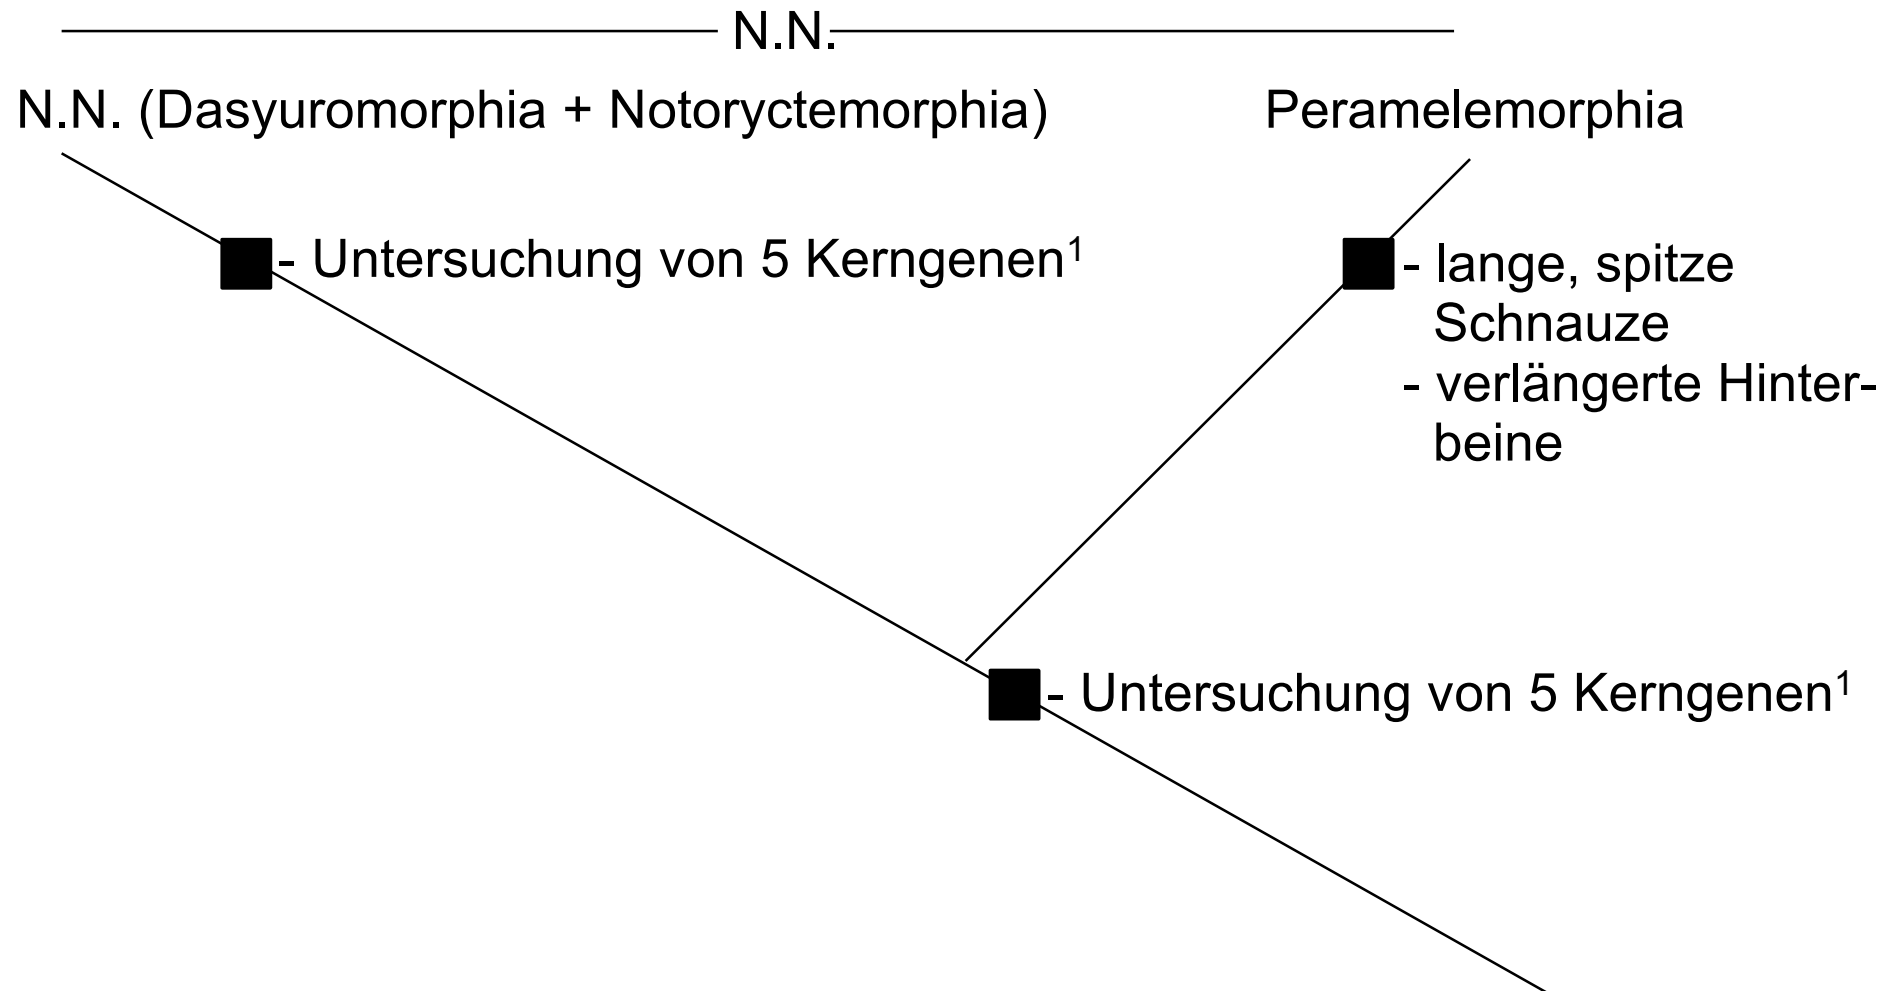 N.N.
N.N. (Dasyuromorphia + Notoryctemorphia)
Peramelemorphia
- Untersuchung von 5 Kerngenen¹
- lange, spitze
Schnauze
- verlängerte Hinter-
beine
- Untersuchung von 5 Kerngenen¹